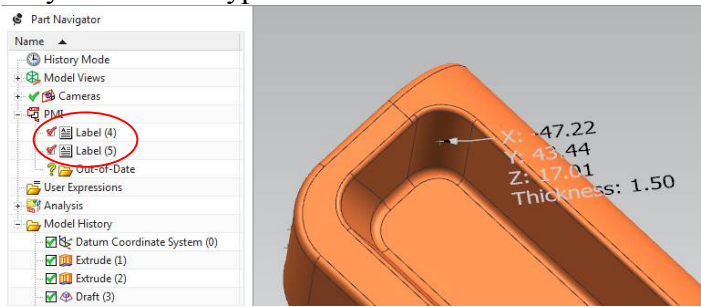 Part Navigator
Name
History Mode
Model Views
Cameras
PMI
Label (4)
Label (5)
Out-of-Date
User Expressions
Analysis
Model History
Datum Coordinate System (0)
Extrude (1)
Extrude (2)
Draft (3)
X: -47.22
Y: 43.44
Z: 17.01
Thickness: 1.50